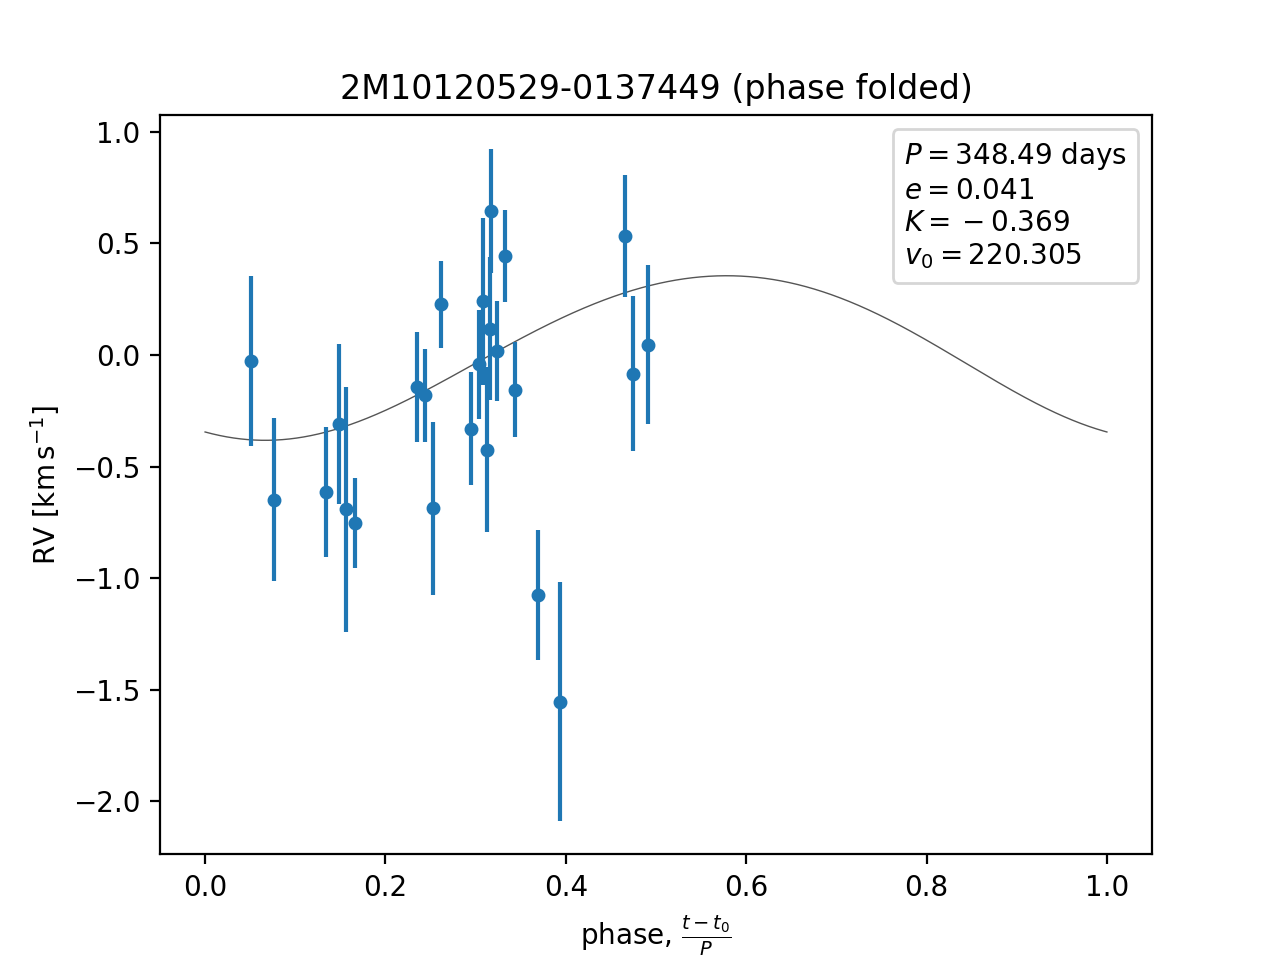 2M10120529-0137449 (phase folded)
P = 348.49 days
e = 0.041
K = −0.369
v₀ = 220.305
1.0
0.5
0.0
−0.5
−1.0
−1.5
−2.0
RV [km s⁻¹]
0.0 0.2 0.4 0.6 0.8 1.0
phase, (t − t₀)/P